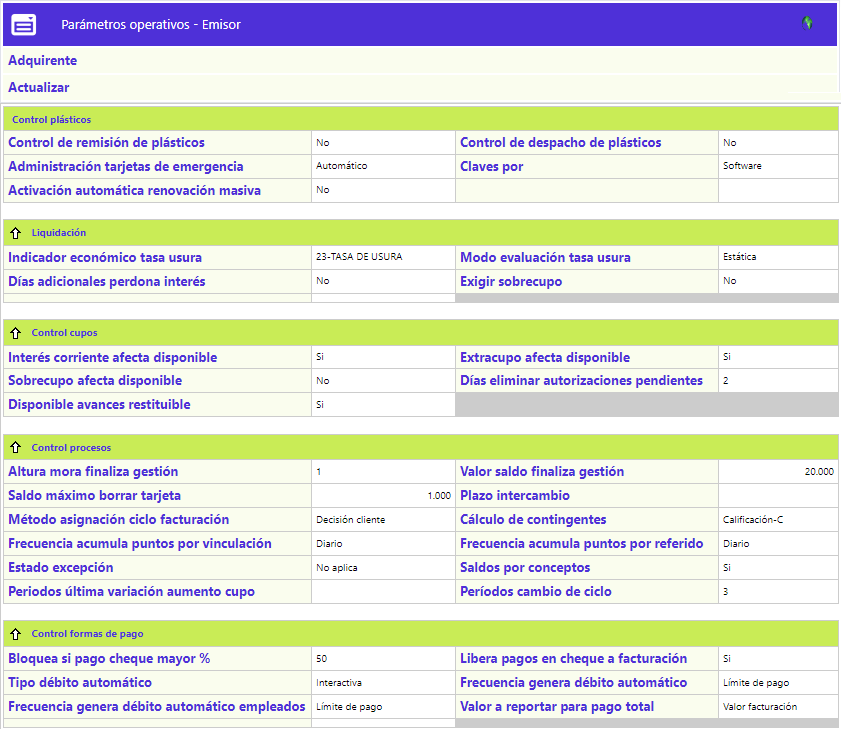 Parámetros operativos - Emisor
Adquirente
Actualizar
Control plásticos
Control de remisión de plásticos No Control de despacho de plásticos No
Administración tarjetas de emergencia Automático Claves por Software
Activación automática renovación masiva No
Liquidación
Indicador económico tasa usura 23-TASA DE USURA Modo evaluación tasa usura Estática
Días adicionales perdona interés No Exigir sobrecupo No
Control cupos
Interés corriente afecta disponible Si Extracupo afecta disponible Si
Sobrecupo afecta disponible No Días eliminar autorizaciones pendientes 2
Disponible avances restituible Si
Control procesos
Altura mora finaliza gestión 1 Valor saldo finaliza gestión 20.000
Saldo máximo borrar tarjeta 1.000 Plazo intercambio
Método asignación ciclo facturación Decisión cliente Cálculo de contingentes Calificación-C
Frecuencia acumula puntos por vinculación Diario Frecuencia acumula puntos por referido Diario
Estado excepción No aplica Saldos por conceptos Si
Periodos última variación aumento cupo Períodos cambio de ciclo 3
Control formas de pago
Bloquea si pago cheque mayor % 50 Libera pagos en cheque a facturación Si
Tipo débito automático Interactiva Frecuencia genera débito automático Límite de pago
Frecuencia genera débito automático empleados Límite de pago Valor a reportar para pago total Valor facturación